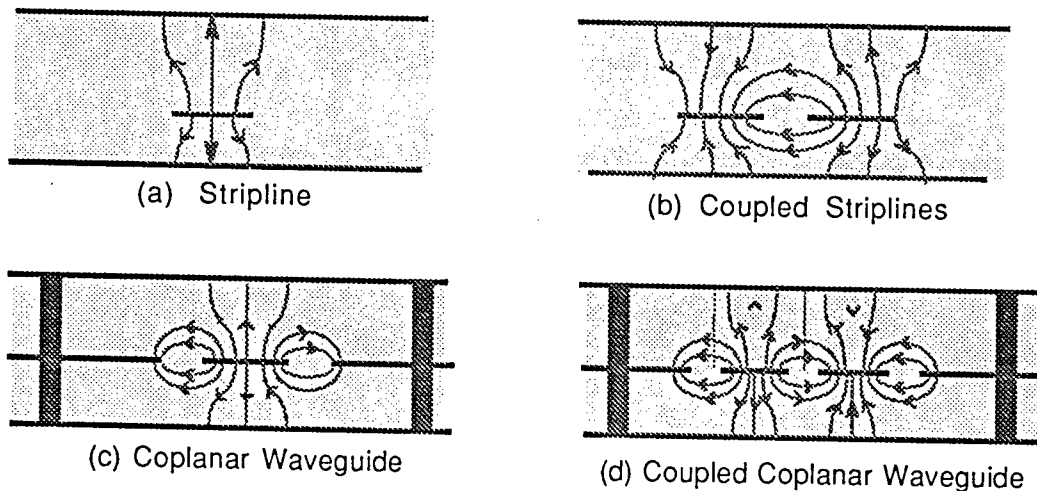 (a) Stripline
(b) Coupled Striplines
(c) Coplanar Waveguide
(d) Coupled Coplanar Waveguide